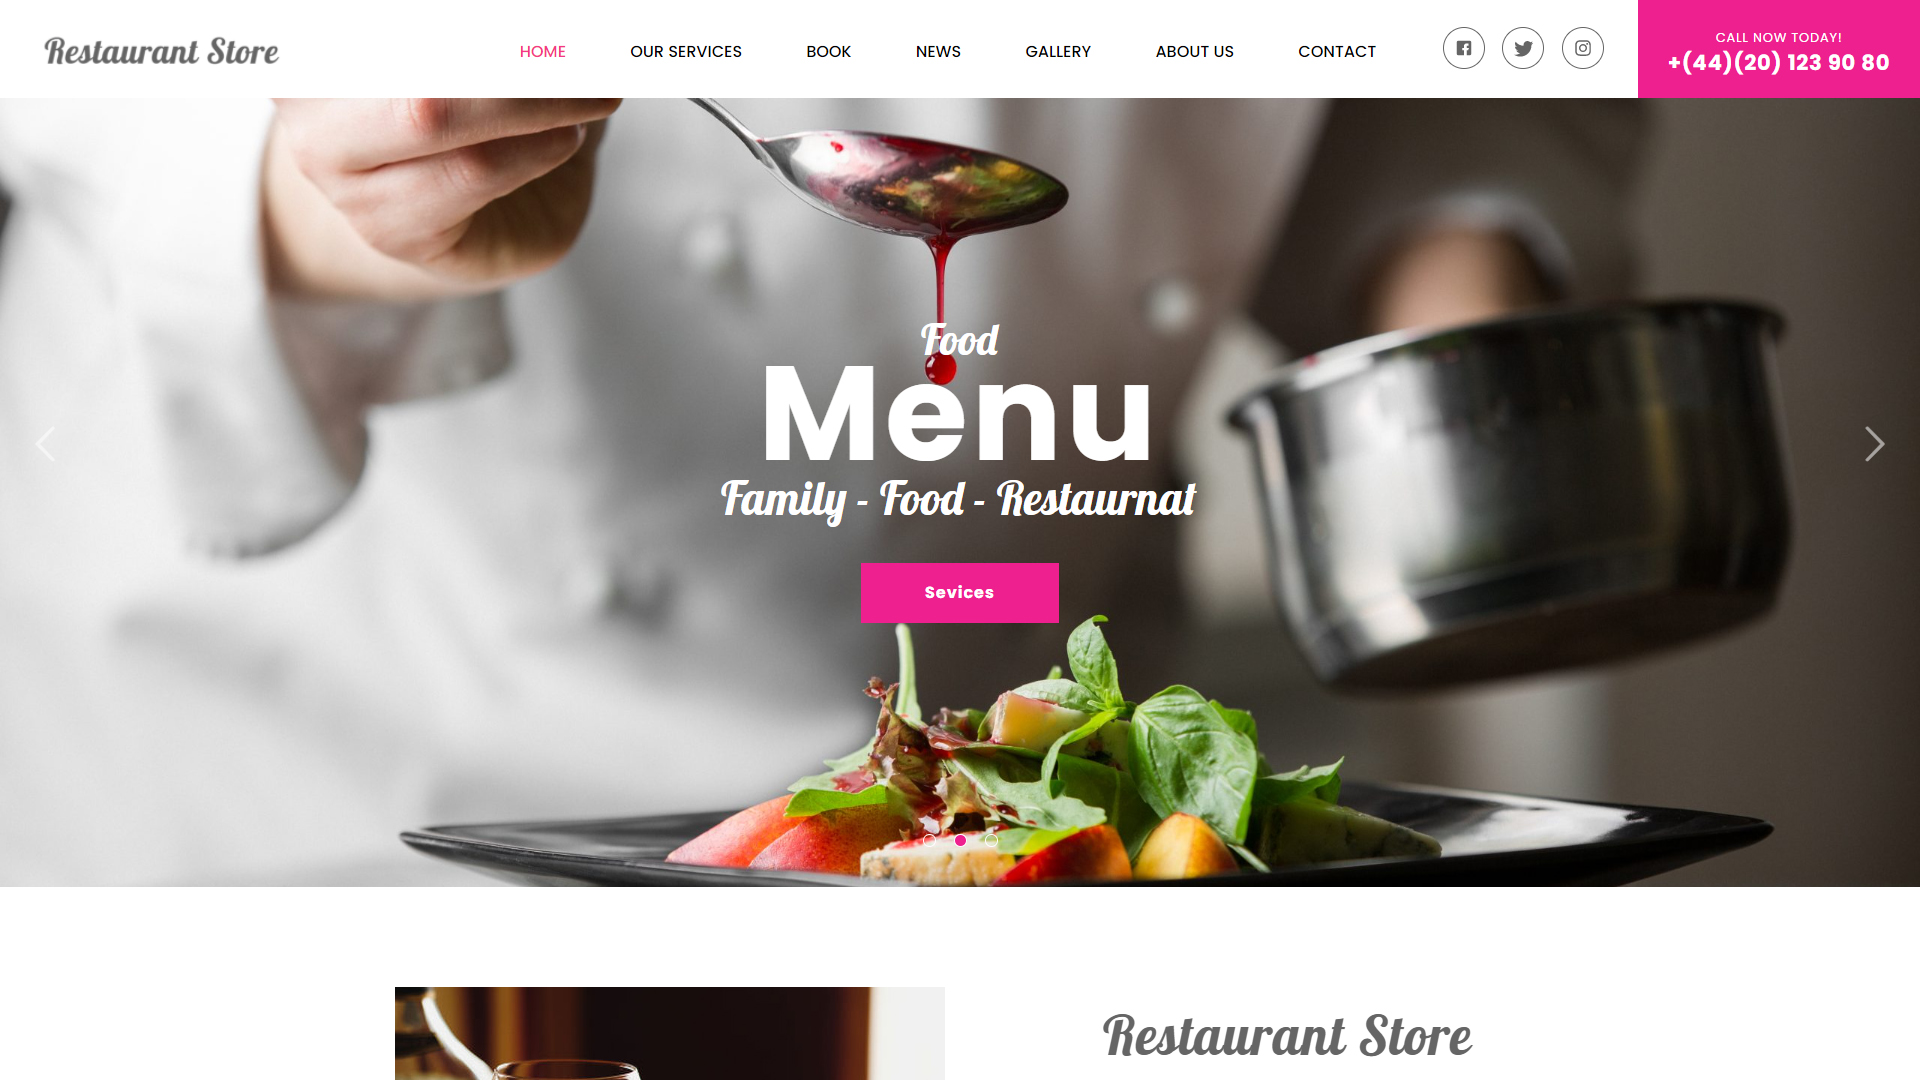 Restaurant Store
HOME
OUR SERVICES
BOOK
NEWS
GALLERY
ABOUT US
CONTACT
CALL NOW TODAY!
+(44)(20) 123 90 80
Food
Menu
Family - Food - Restaurnat
Sevices
Restaurant Store